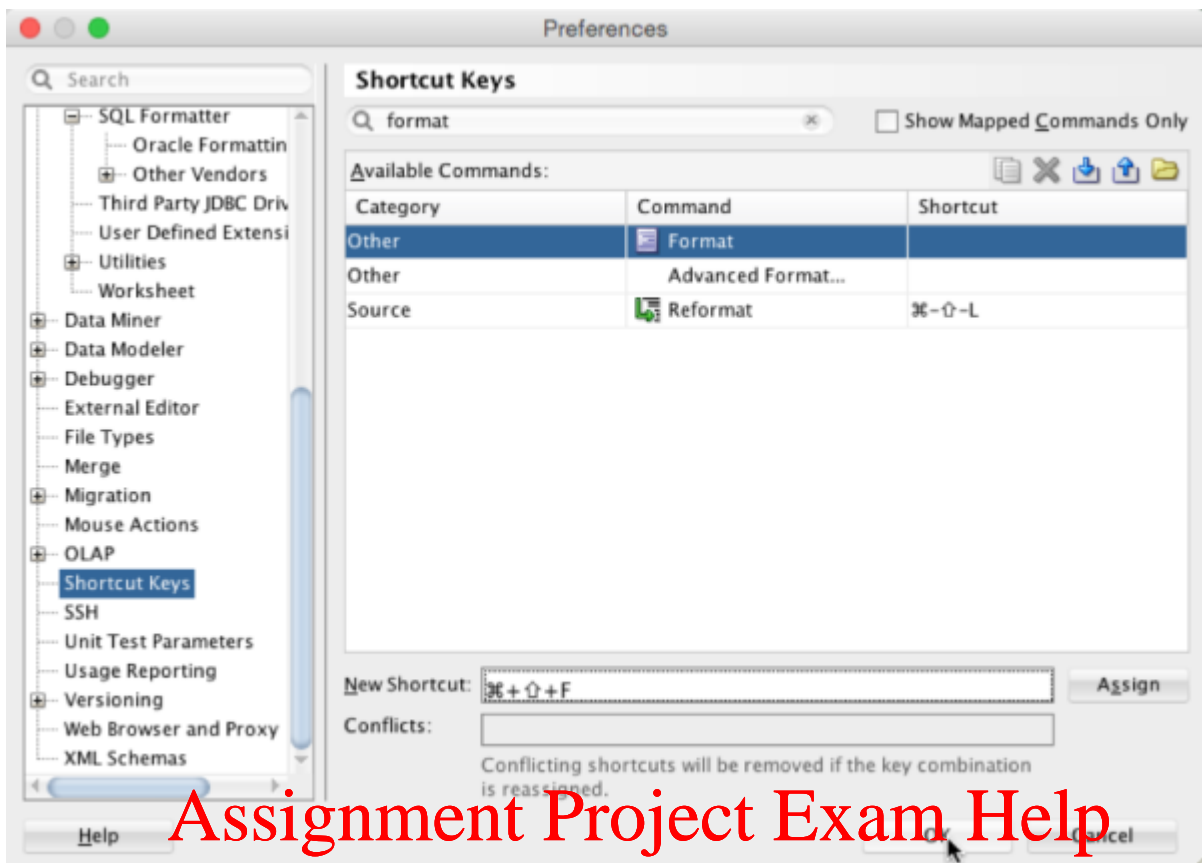 Preferences
Search
SQL Formatter
Oracle Formattin
Other Vendors
Third Party JDBC Driv
User Defined Extensi
Utilities
Worksheet
Data Miner
Data Modeler
Debugger
External Editor
File Types
Merge
Migration
Mouse Actions
OLAP
Shortcut Keys
SSH
Unit Test Parameters
Usage Reporting
Versioning
Web Browser and Proxy
XML Schemas
Help
Shortcut Keys
format
Show Mapped Commands Only
Available Commands:
Category Command Shortcut
Other Format
Other Advanced Format...
Source Reformat ⌘-⇧-L
New Shortcut: ⌘+⇧+F Assign
Conflicts:
Conflicting shortcuts will be removed if the key combination
is reassigned.
Assignment Project Exam Help
OK Cancel